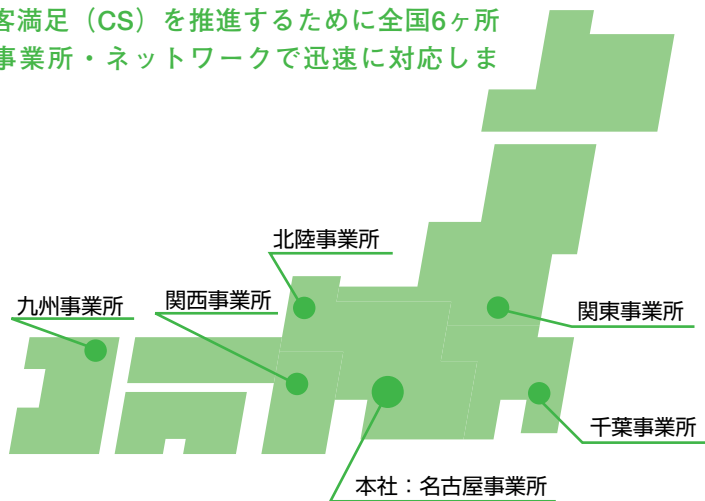 客満足（CS）を推進するために全国6ヶ所
事業所・ネットワークで迅速に対応しま
北陸事業所
九州事業所
関西事業所
関東事業所
千葉事業所
本社：名古屋事業所